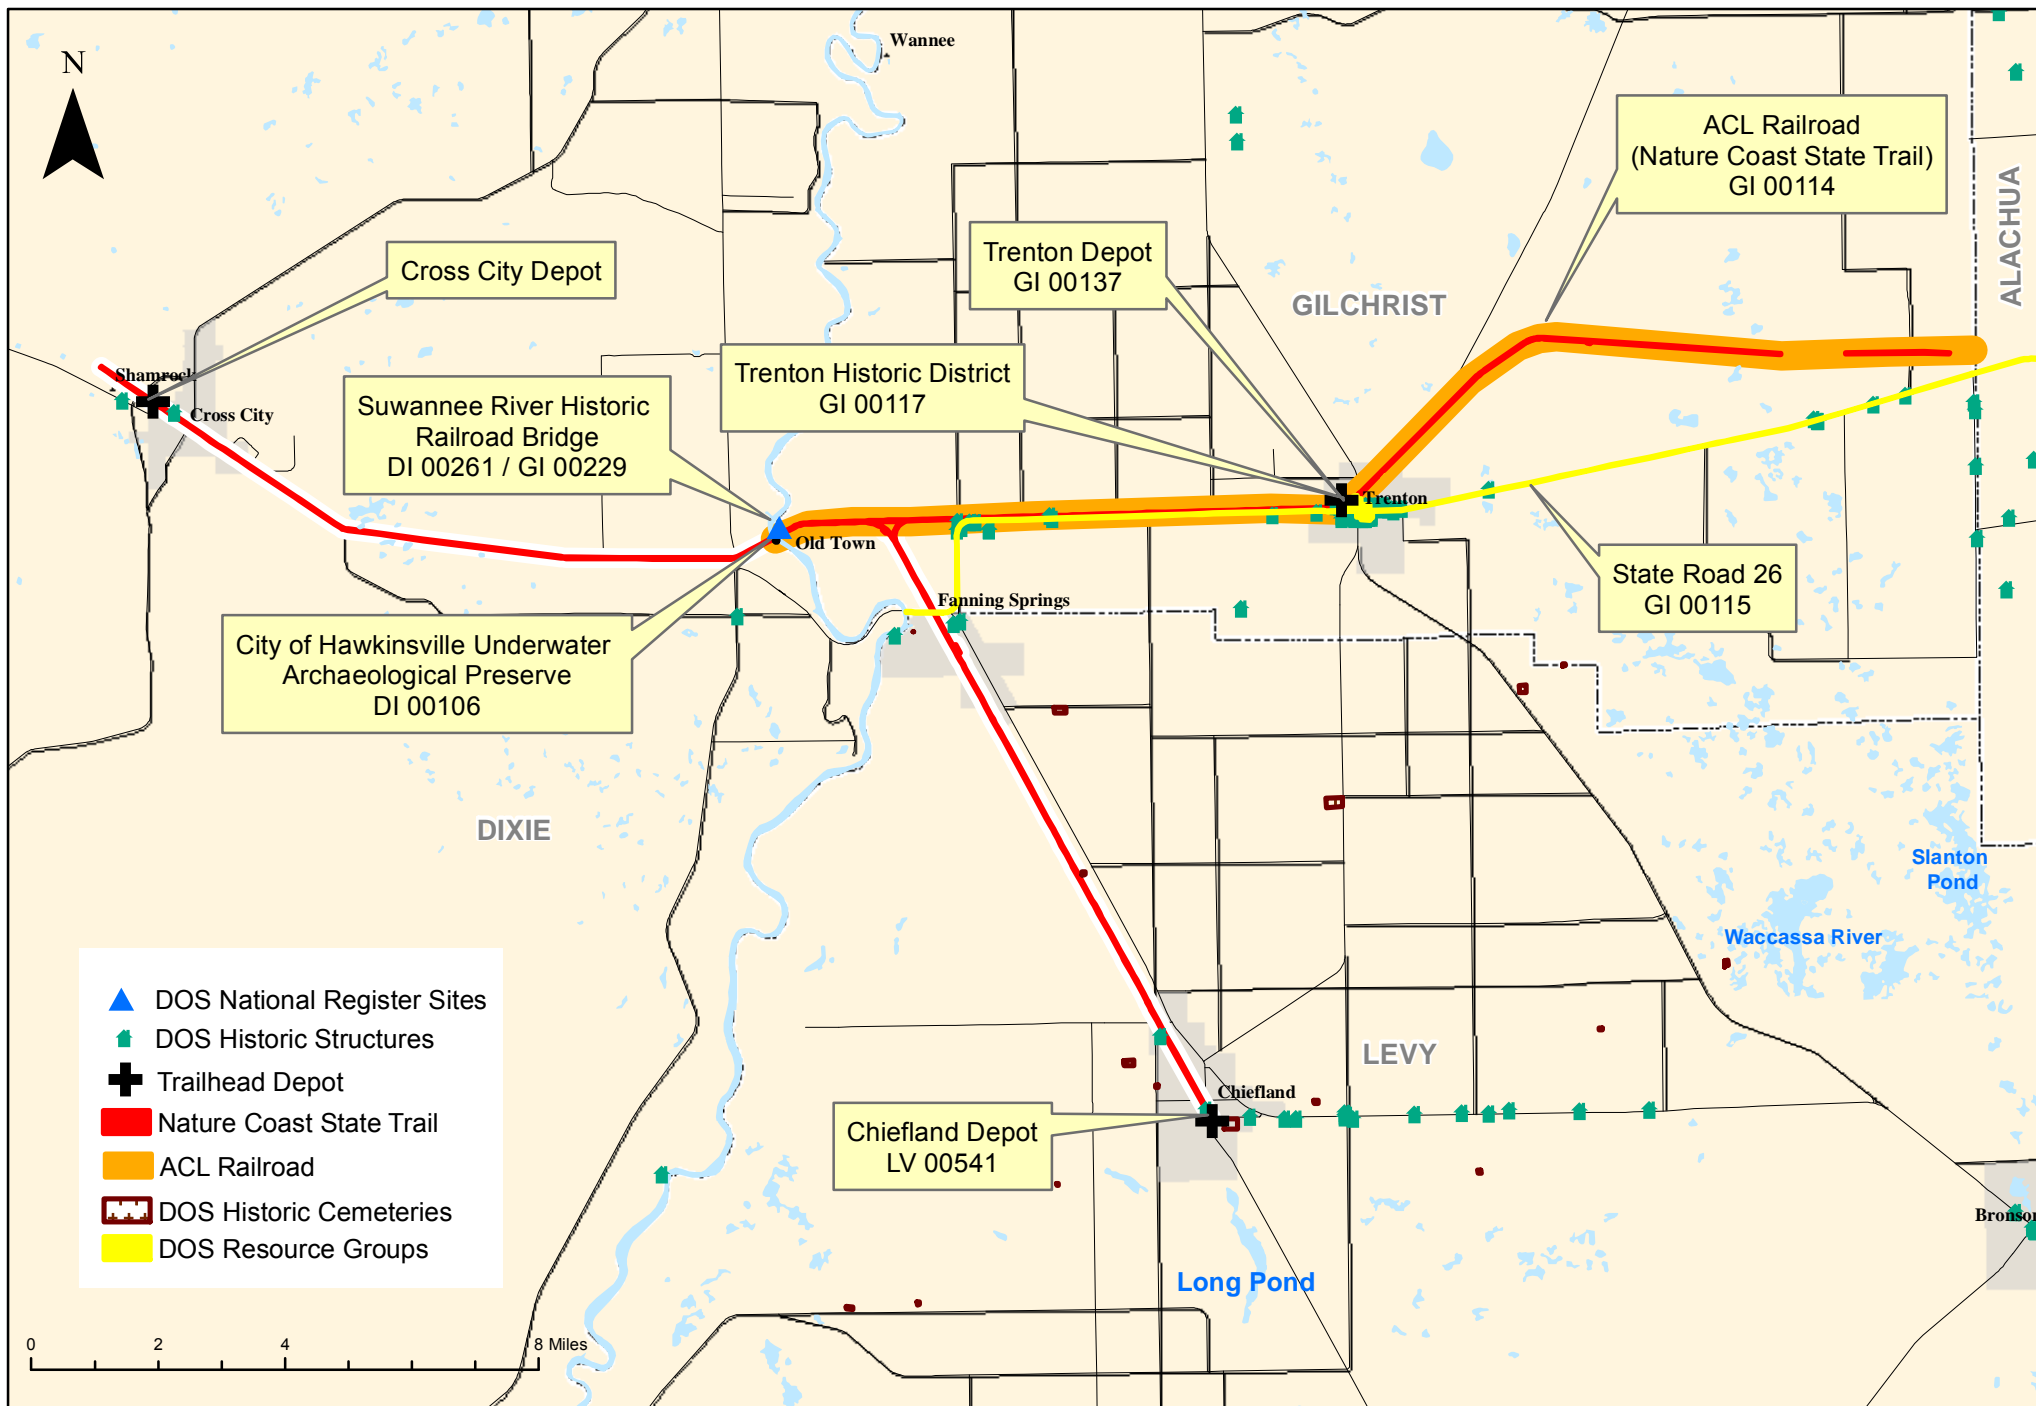 Wannee
N
ACL Railroad
(Nature Coast State Trail)
GI 00114
ALACHUA
Trenton Depot
GI 00137
Cross City Depot
GILCHRIST
Trenton Historic District
GI 00117
Shamrock
Cross City
Suwannee River Historic
Railroad Bridge
DI 00261 / GI 00229
Trenton
Old Town
State Road 26
GI 00115
Fanning Springs
City of Hawkinsville Underwater
Archaeological Preserve
DI 00106
DIXIE
Slanton
Pond
Waccassa River
LEVY
Chiefland
Chiefland Depot
LV 00541
Bronson
Long Pond
DOS National Register Sites
DOS Historic Structures
Trailhead Depot
Nature Coast State Trail
ACL Railroad
DOS Historic Cemeteries
DOS Resource Groups
0 2 4 8 Miles